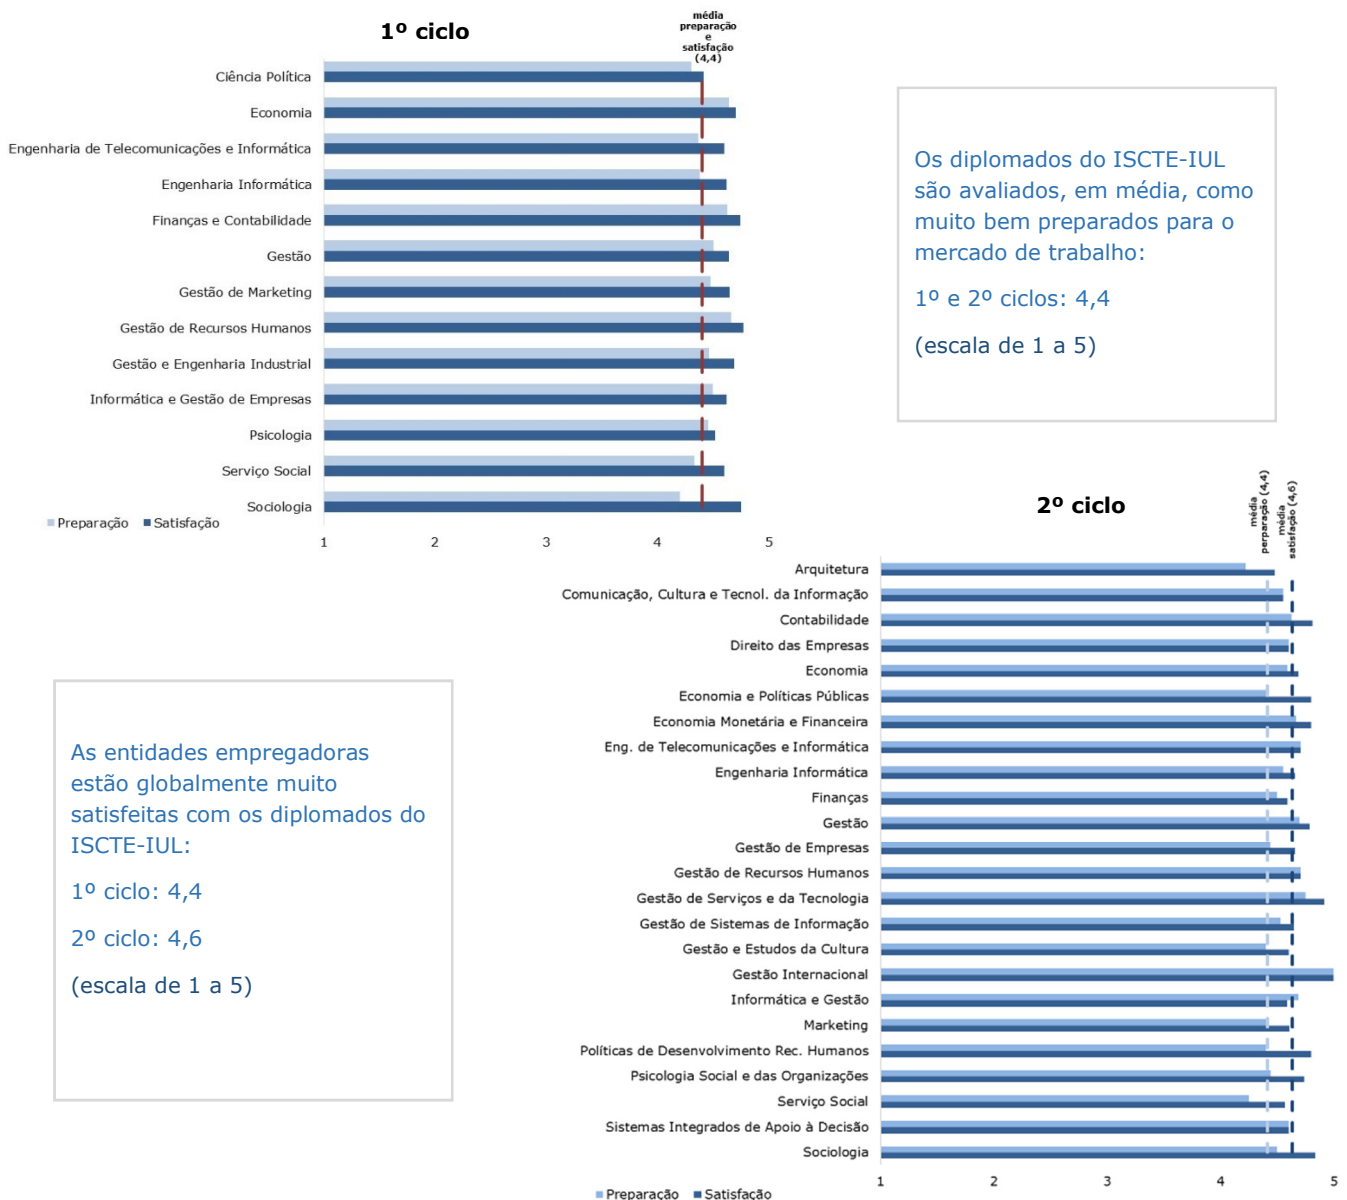 1º ciclo
média
preparação
e
satisfação
(4,4)
Ciência Política
Economia
Engenharia de Telecomunicações e Informática
Engenharia Informática
Finanças e Contabilidade
Gestão
Gestão de Marketing
Gestão de Recursos Humanos
Gestão e Engenharia Industrial
Informática e Gestão de Empresas
Psicologia
Serviço Social
Sociologia
Preparação Satisfação
1 2 3 4 5
Os diplomados do ISCTE-IUL
são avaliados, em média, como
muito bem preparados para o
mercado de trabalho:
1º e 2º ciclos: 4,4
(escala de 1 a 5)
As entidades empregadoras
estão globalmente muito
satisfeitas com os diplomados do
ISCTE-IUL:
1º ciclo: 4,4
2º ciclo: 4,6
(escala de 1 a 5)
2º ciclo
média
perparação (4,4)
média
satisfação (4,6)
Arquitetura
Comunicação, Cultura e Tecnol. da Informação
Contabilidade
Direito das Empresas
Economia
Economia e Políticas Públicas
Economia Monetária e Financeira
Eng. de Telecomunicações e Informática
Engenharia Informática
Finanças
Gestão
Gestão de Empresas
Gestão de Recursos Humanos
Gestão de Serviços e da Tecnologia
Gestão de Sistemas de Informação
Gestão e Estudos da Cultura
Gestão Internacional
Informática e Gestão
Marketing
Políticas de Desenvolvimento Rec. Humanos
Psicologia Social e das Organizações
Serviço Social
Sistemas Integrados de Apoio à Decisão
Sociologia
1 2 3 4 5
Preparação Satisfação